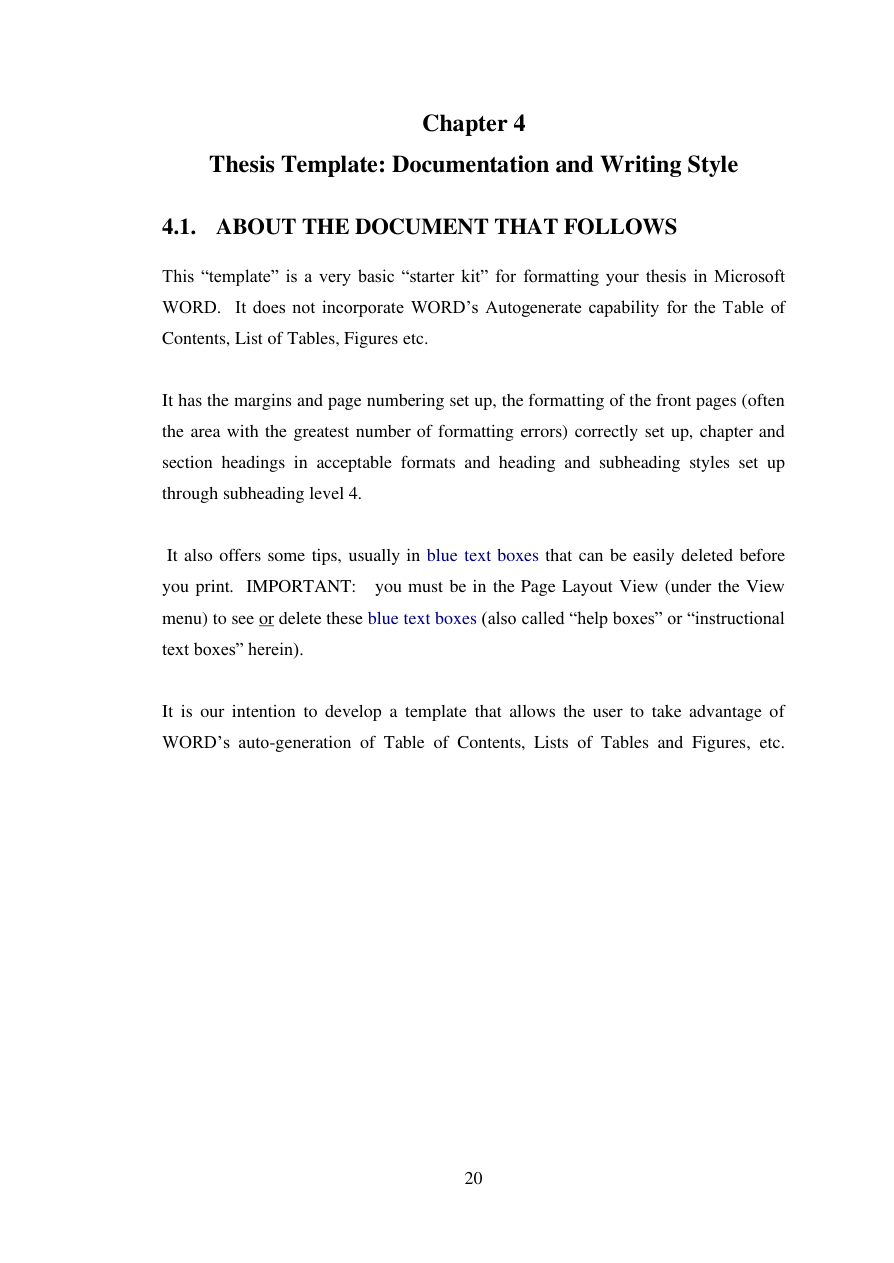 Chapter 4
Thesis Template: Documentation and Writing Style
4.1. ABOUT THE DOCUMENT THAT FOLLOWS
This “template” is a very basic “starter kit” for formatting your thesis in Microsoft
WORD. It does not incorporate WORD’s Autogenerate capability for the Table of
Contents, List of Tables, Figures etc.
It has the margins and page numbering set up, the formatting of the front pages (often
the area with the greatest number of formatting errors) correctly set up, chapter and
section headings in acceptable formats and heading and subheading styles set up
through subheading level 4.
It also offers some tips, usually in blue text boxes that can be easily deleted before
you print. IMPORTANT: you must be in the Page Layout View (under the View
menu) to see or delete these blue text boxes (also called “help boxes” or “instructional
text boxes” herein).
It is our intention to develop a template that allows the user to take advantage of
WORD’s auto-generation of Table of Contents, Lists of Tables and Figures, etc.
20